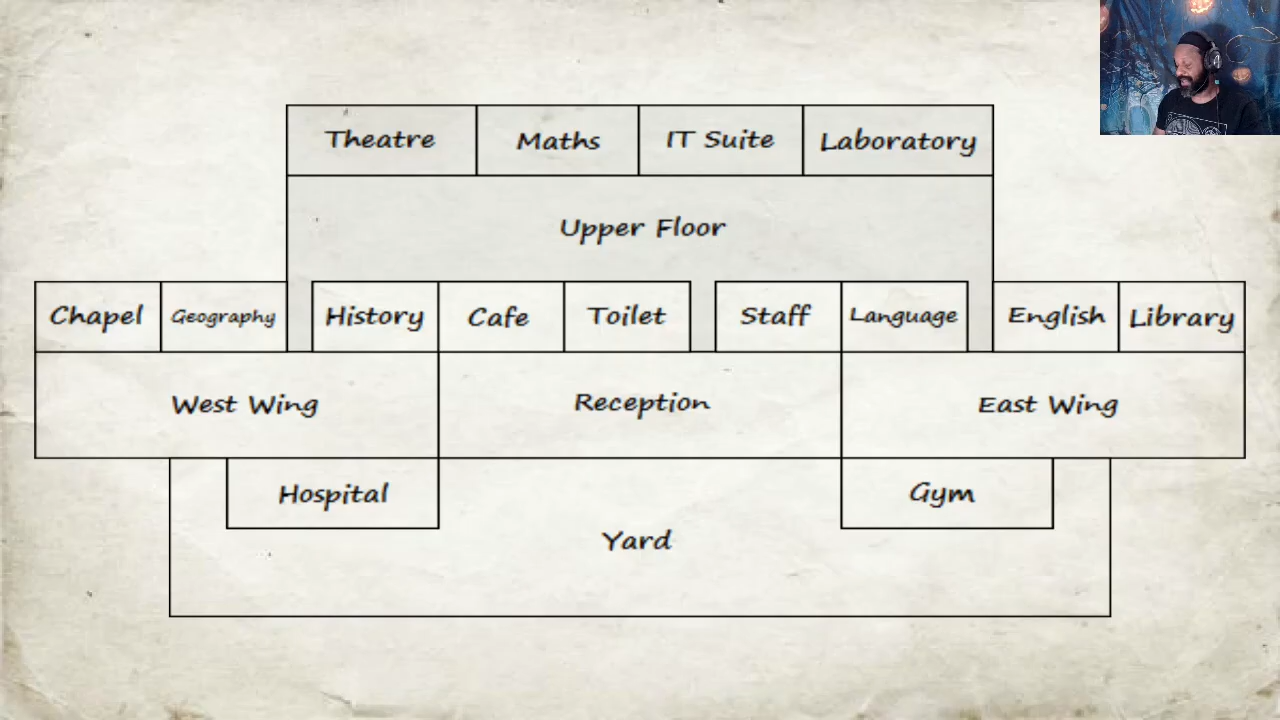 Theatre
Maths
IT Suite
Laboratory
Upper Floor
Chapel
Geography
History
Cafe
Toilet
Staff
Language
English
Library
West Wing
Reception
East Wing
Hospital
Gym
Yard